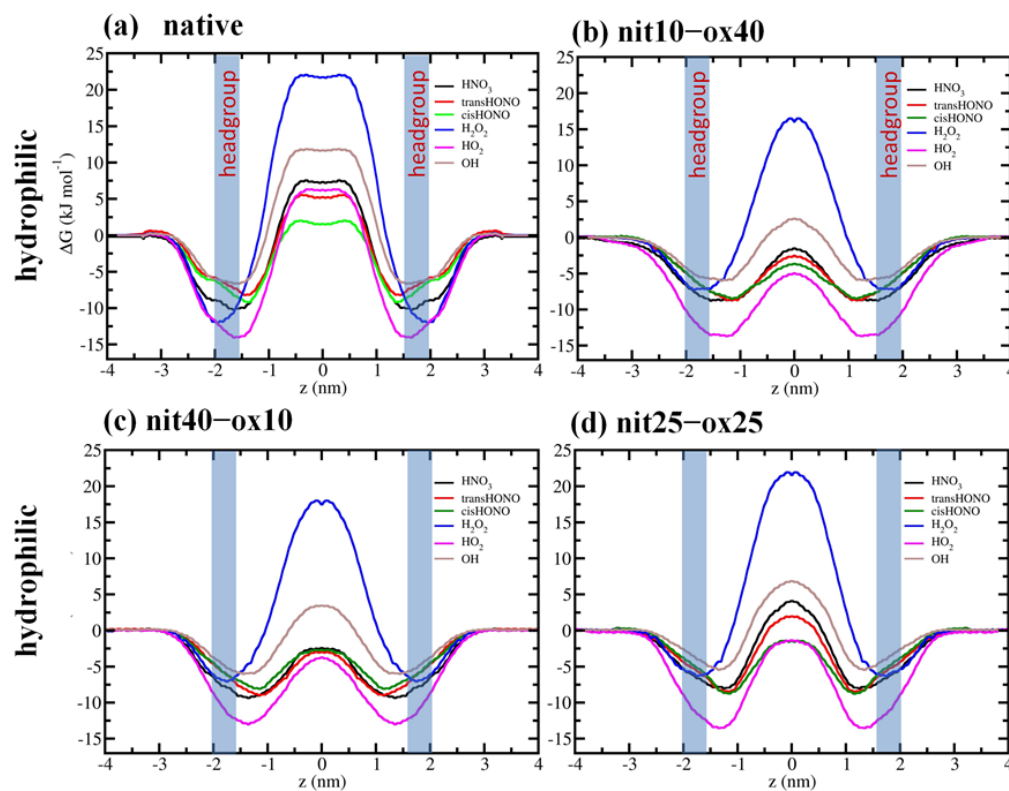 (a) native
(b) nit10−ox40
hydrophilic
ΔG (kJ mol⁻¹)
25
20
15
10
5
0
-5
-10
-15
headgroup
headgroup
HNO₃
transHONO
cisHONO
H₂O₂
HO₂
OH
-4 -3 -2 -1 0 1 2 3 4
z (nm)
25
20
15
10
5
0
-5
-10
-15
headgroup
headgroup
HNO₃
transHONO
cisHONO
H₂O₂
HO₂
OH
-4 -3 -2 -1 0 1 2 3 4
z (nm)
(c) nit40−ox10
(d) nit25−ox25
hydrophilic
25
20
15
10
5
0
-5
-10
-15
HNO₃
transHONO
cisHONO
H₂O₂
HO₂
OH
-4 -3 -2 -1 0 1 2 3 4
z (nm)
25
20
15
10
5
0
-5
-10
-15
HNO₃
transHONO
cisHONO
H₂O₂
HO₂
OH
-4 -3 -2 -1 0 1 2 3 4
z (nm)